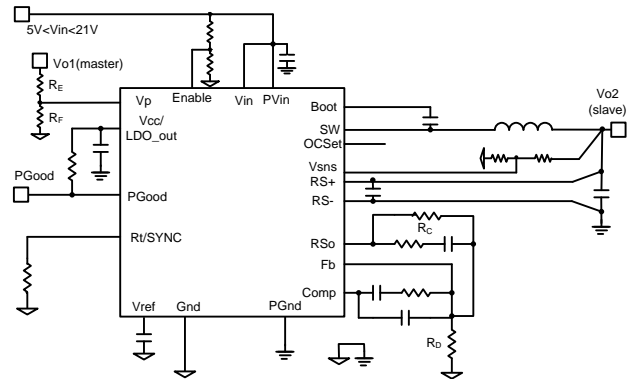 5V<Vin<21V
Vo1(master)
RE
RF
Vp
Enable
Vin
PVin
Vcc/
LDO_out
PGood
PGood
Rt/SYNC
Vref
Gnd
PGnd
Boot
SW
OCSet
Vsns
RS+
RS-
RSo
Fb
Comp
RC
RD
Vo2
(slave)